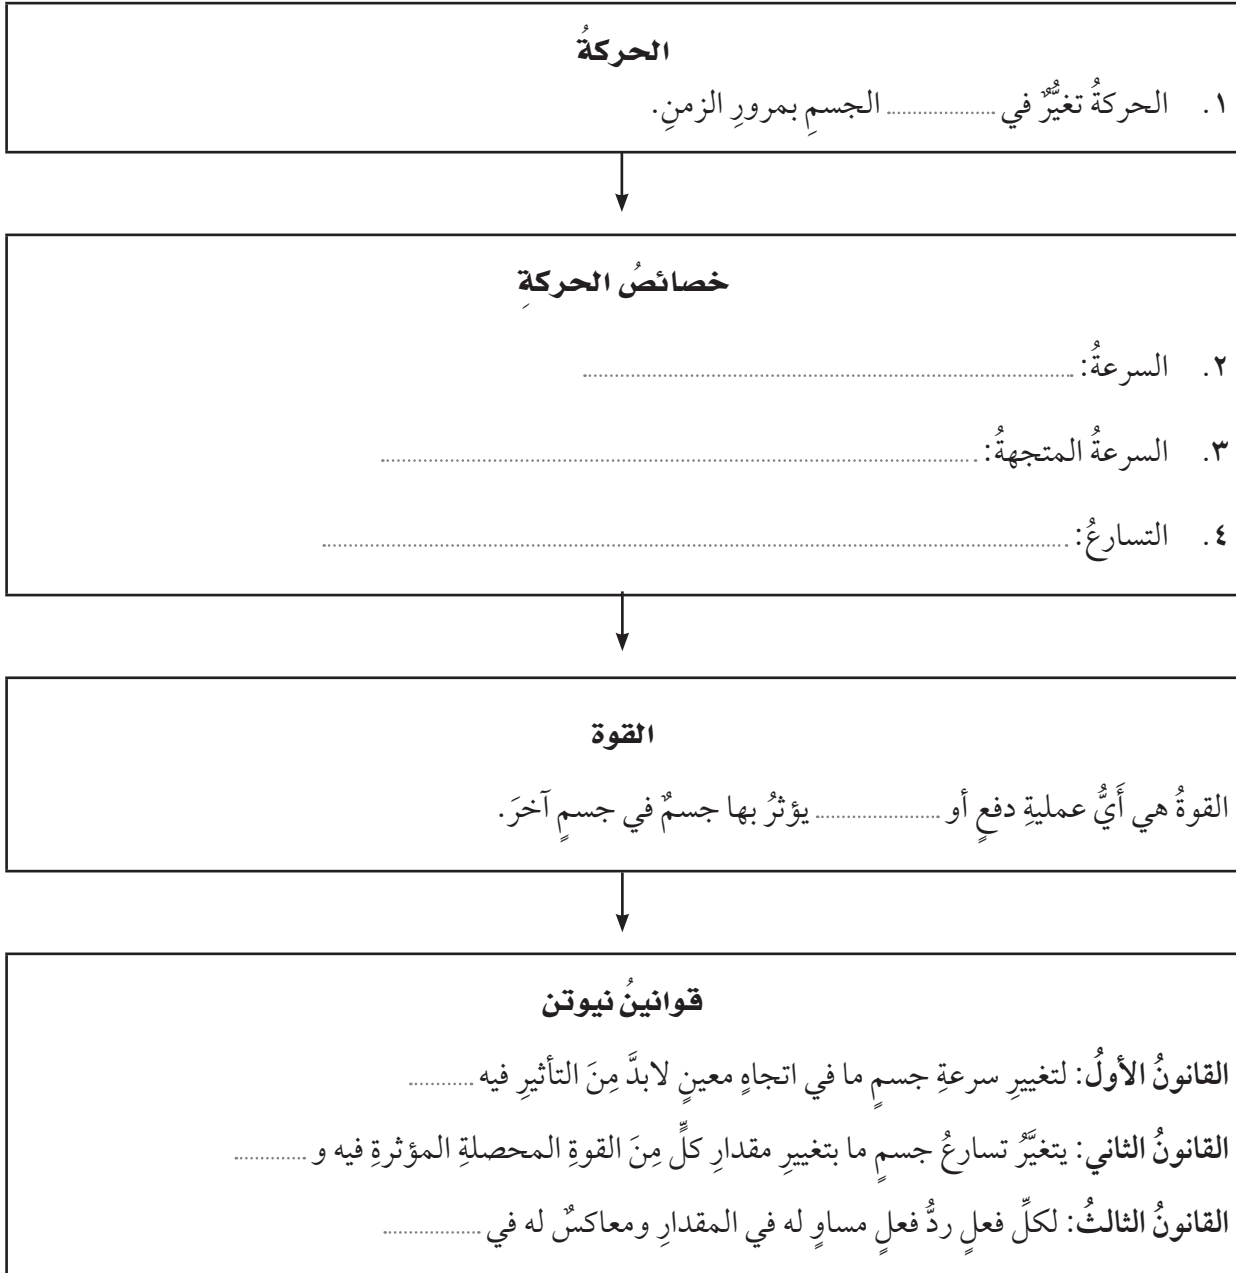 الحركةُ
١. الحركةُ تغيُّرٌ في .................... الجسمِ بمرورِ الزمنِ.
خصائصُ الحركةِ
٢. السرعةُ: ....................
٣. السرعةُ المتجهةُ: ....................
٤. التسارعُ: ....................
القوة
القوةُ هي أَيُّ عمليةِ دفعٍ أو .................... يؤثرُ بها جسمٌ في جسمٍ آخرَ.
قوانينُ نيوتن
القانونُ الأولُ: لتغييرِ سرعةِ جسمٍ ما في اتجاهٍ معينٍ لابدَّ مِنَ التأثيرِ فيه ............
القانونُ الثاني: يتغيَّرُ تسارعُ جسمٍ ما بتغييرِ مقدارِ كلٍّ مِنَ القوةِ المحصلةِ المؤثرةِ فيه و ............
القانونُ الثالثُ: لكلِّ فعلٍ ردُّ فعلٍ مساوٍ له في المقدارِ ومعاكسٌ له في ............